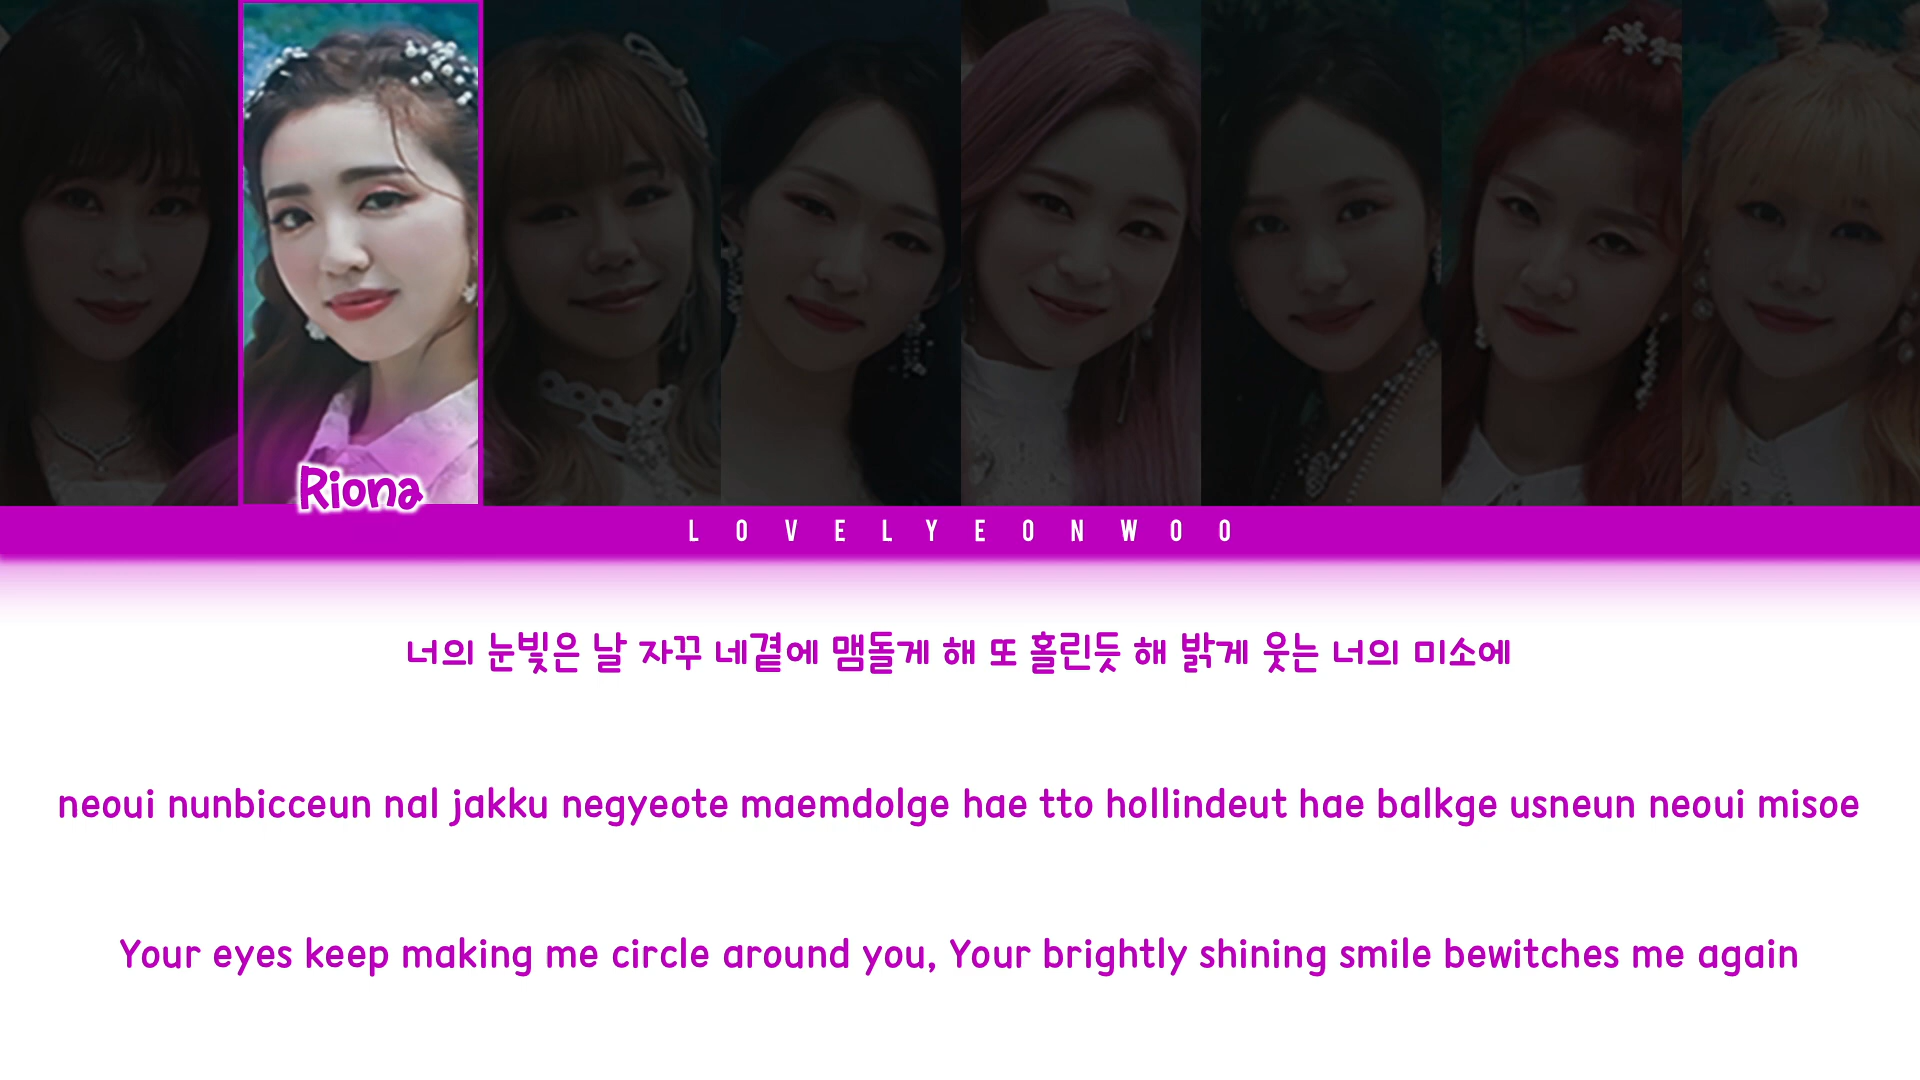 Riona
LOVELYEONWOO
너의 눈빛은 날 자꾸 네곁에 맴돌게 해 또 홀린듯 해 밝게 웃는 너의 미소에
neoui nunbicceun nal jakku negyeote maemdolge hae tto hollindeut hae balkge usneun neoui misoe
Your eyes keep making me circle around you, Your brightly shining smile bewitches me again